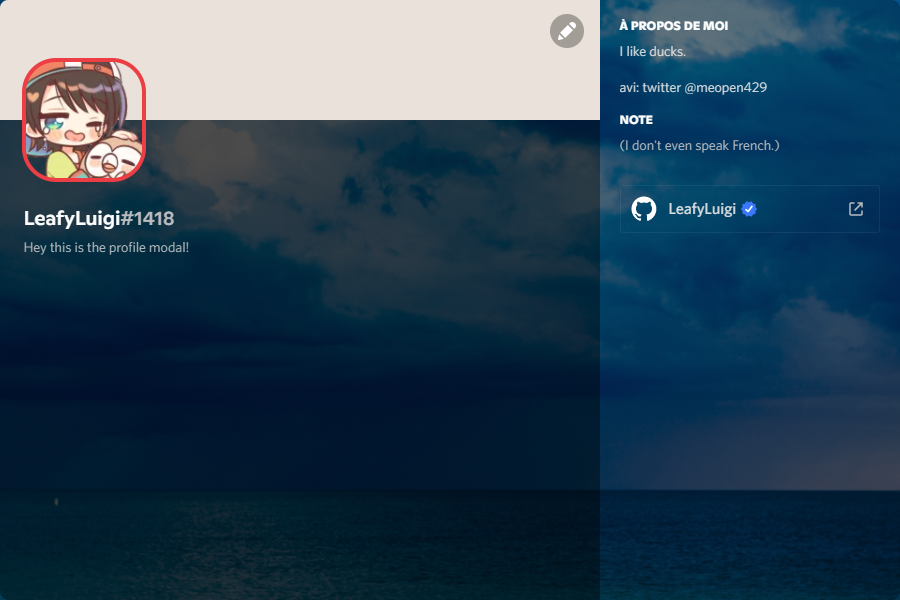 LeafyLuigi#1418
Hey this is the profile modal!
À PROPOS DE MOI
I like ducks.
avi: twitter @meopen429
NOTE
(I don't even speak French.)
LeafyLuigi